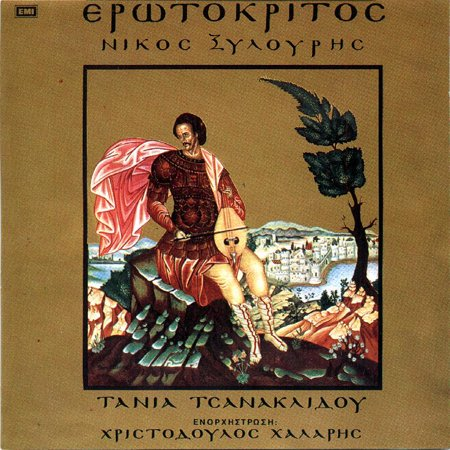 EMI
ΕΡΩΤΟΚΡΙΤΟΣ
ΝΙΚΟΣ ΞΥΛΟΥΡΗΣ
ΤΑΝΙΑ ΤΣΑΝΑΚΛΙΔΟΥ
ΕΝΟΡΧΗΣΤΡΩΣΗ:
ΧΡΙΣΤΟΔΟΥΛΟΣ ΧΑΛΑΡΗΣ